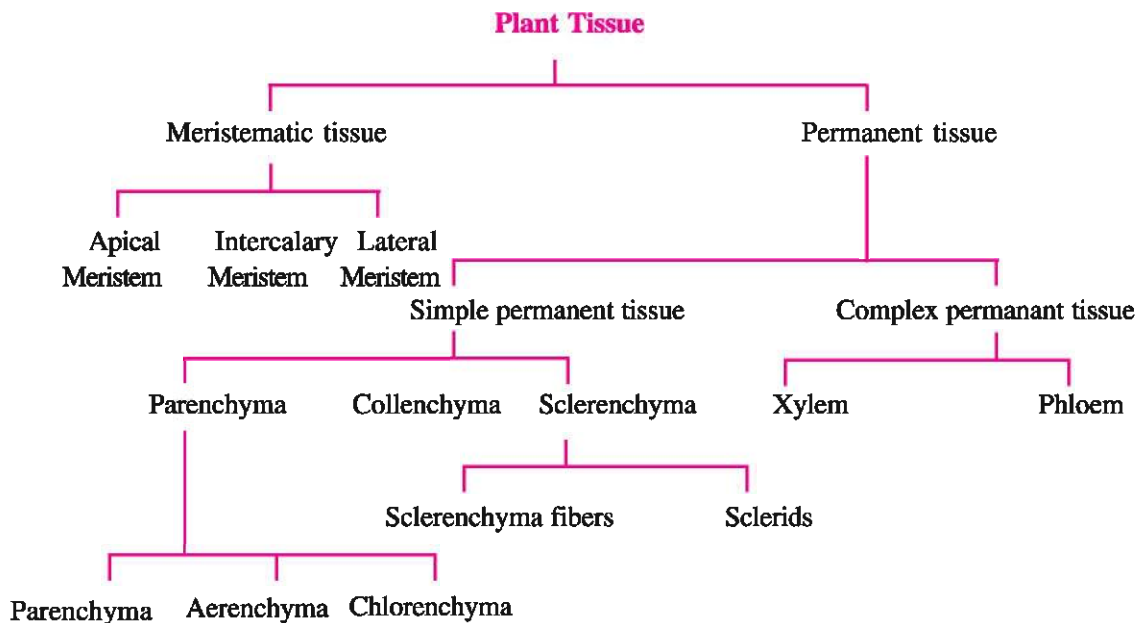 Plant Tissue
Meristematic tissue Permanent tissue
Apical Meristem
Intercalary Meristem
Lateral Meristem
Simple permanent tissue Complex permanant tissue
Parenchyma Collenchyma Sclerenchyma Xylem Phloem
Sclerenchyma fibers Sclerids
Parenchyma Aerenchyma Chlorenchyma